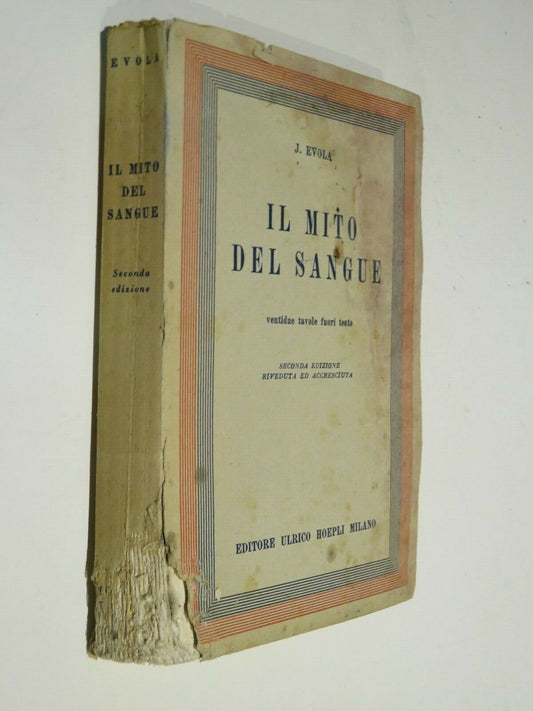 EVOLA
IL MITO
DEL
SANGUE
Seconda
edizione
J. EVOLA
IL MITO
DEL SANGUE
ventidue tavole fuori testo
SECONDA EDIZIONE
RIVEDUTA ED ACCRESCIUTA
EDITORE ULRICO HOEPLI MILANO